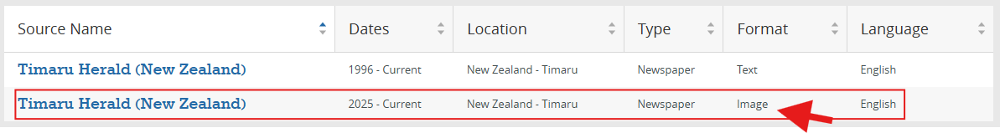 Source Name Dates Location Type Format Language
Timaru Herald (New Zealand) 1996 - Current New Zealand - Timaru Newspaper Text English
Timaru Herald (New Zealand) 2025 - Current New Zealand - Timaru Newspaper Image English